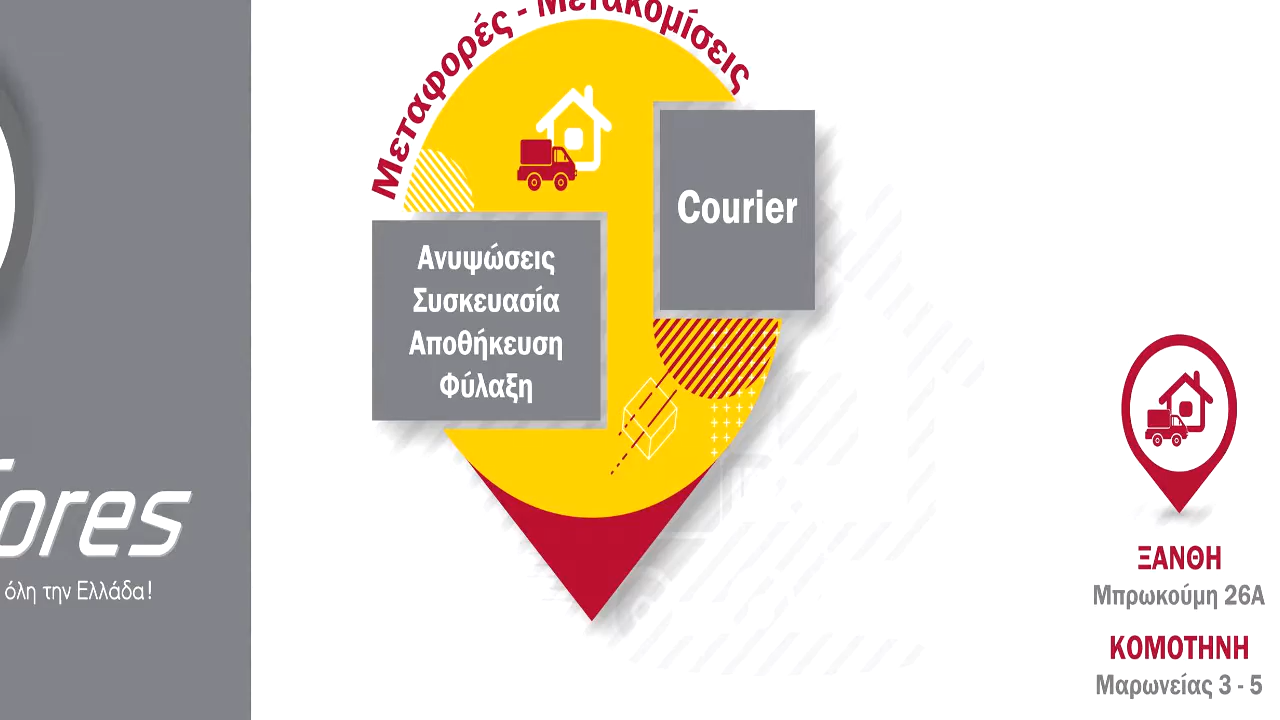 Μεταφορές - Μετακομίσεις
Courier
Ανυψώσεις
Συσκευασία
Αποθήκευση
Φύλαξη
όλη την Ελλάδα!
ΞΑΝΘΗ
Μπρωκούμη 26Α
ΚΟΜΟΤΗΝΗ
Μαρωνείας 3 - 5